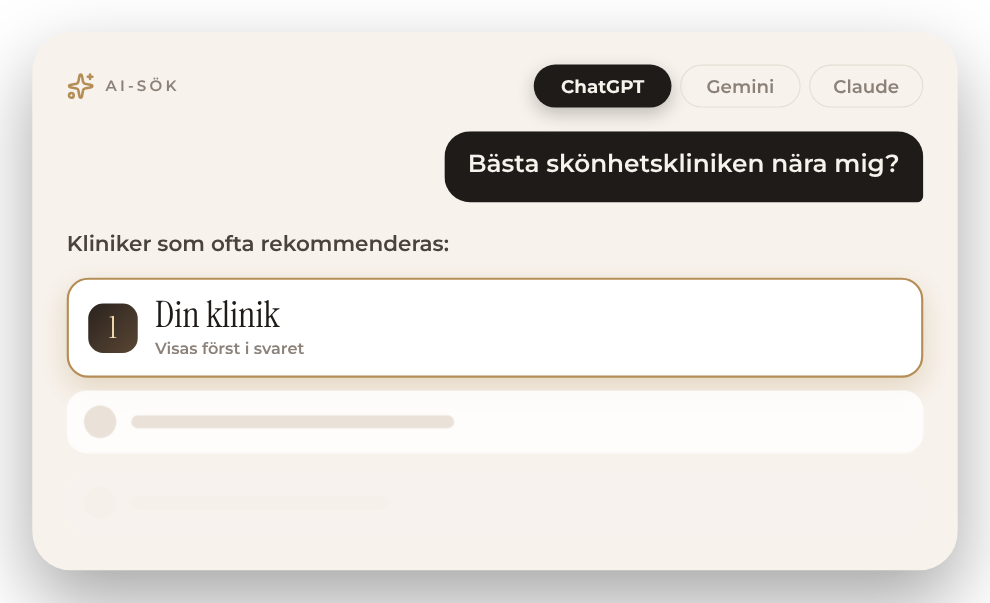 AI-SÖK
ChatGPT Gemini Claude
Bästa skönhetskliniken nära mig?
Kliniker som ofta rekommenderas:
1
Din klinik
Visas först i svaret